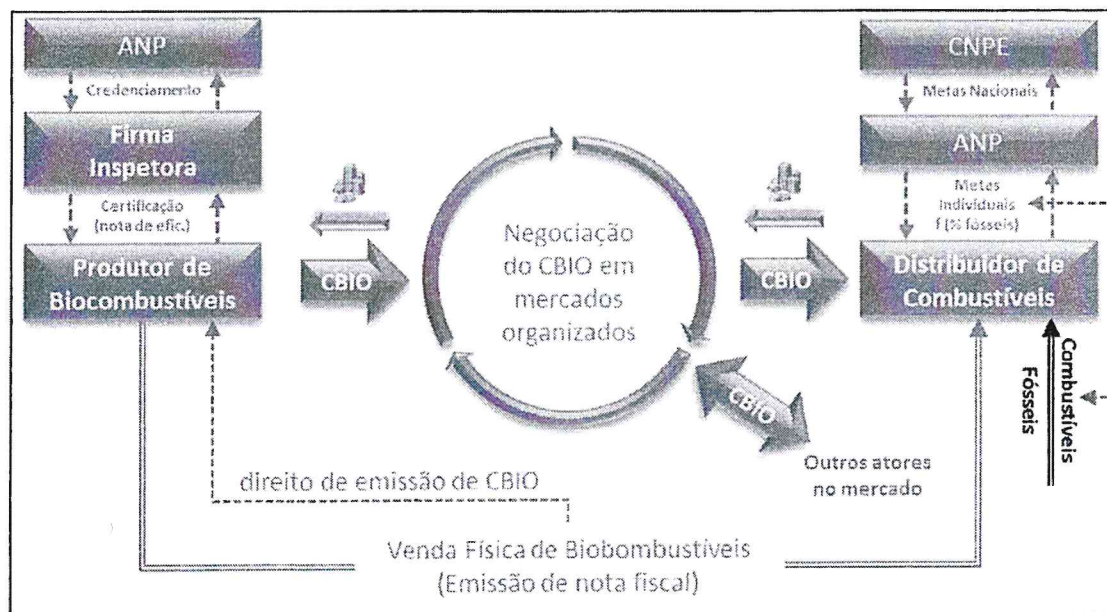 ANP
Credenciamento
Firma
Inspetora
Certificação
(nota de efic.)
Produtor de
Biocombustíveis
CBIO
Negociação
do CBIO em
mercados
organizados
CBIO
CBIO
Outros atores
no mercado
CNPE
Metas Nacionais
ANP
Metas
Individuais
f (% fósseis)
Distribuidor de
Combustíveis
Combustíveis
Fósseis
direito de emissão de CBIO
Venda Física de Biobombustíveis
(Emissão de nota fiscal)